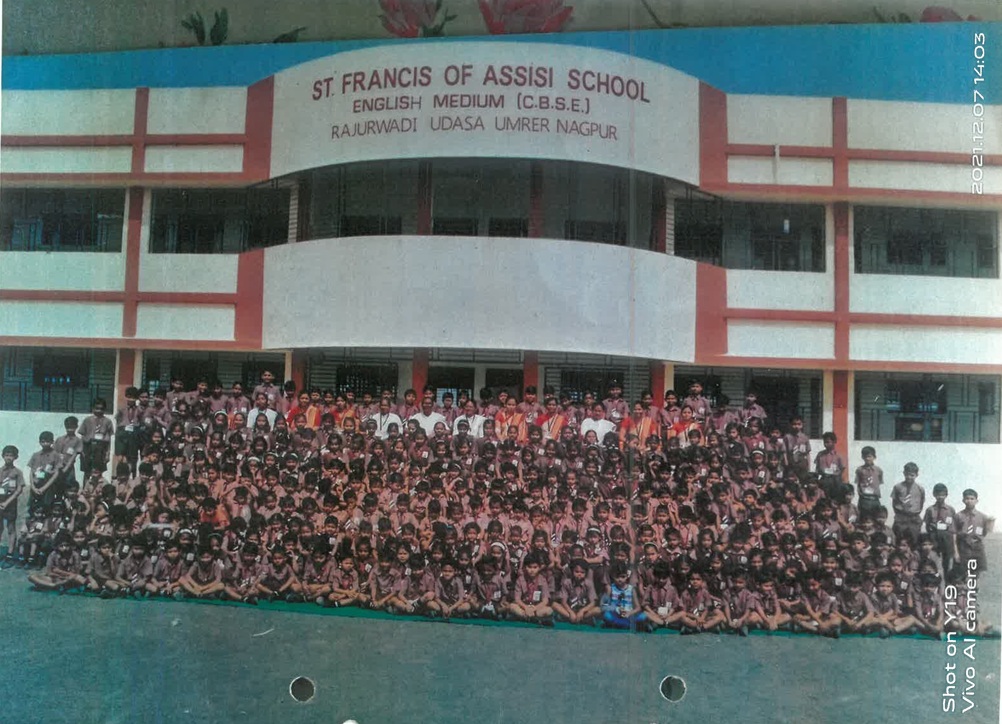 ST. FRANCIS OF ASSISI SCHOOL
ENGLISH MEDIUM (C.B.S.E.)
RAJURWADI UDASA UMRER NAGPUR
2021.12.07 14:03
Shot on Y19
Vivo AI camera